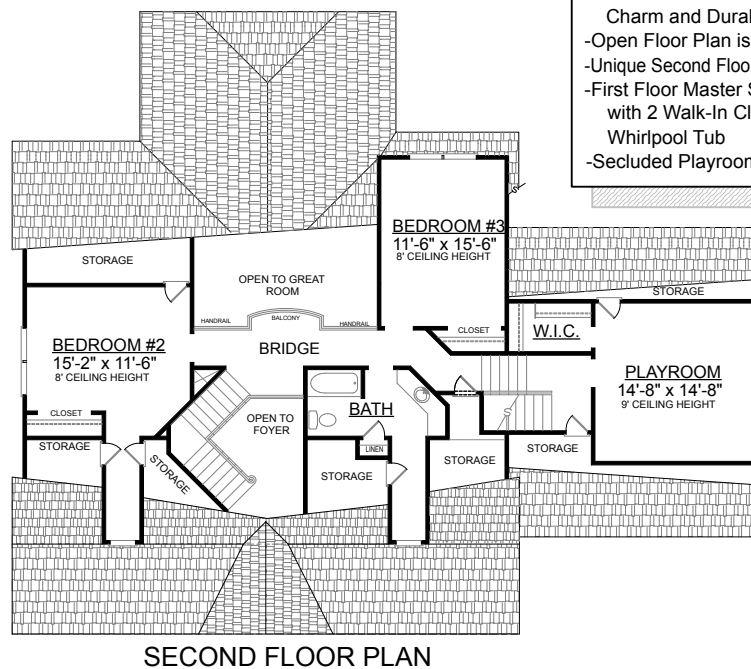 Charm and Dural
-Open Floor Plan is
-Unique Second Floo
-First Floor Master S
with 2 Walk-In Cl
Whirlpool Tub
-Secluded Playroom
BEDROOM #3
11'-6" x 15'-6"
8' CEILING HEIGHT
STORAGE
OPEN TO GREAT
ROOM
STORAGE
HANDRAIL
BALCONY
HANDRAIL
CLOSET
W.I.C.
BEDROOM #2
15'-2" x 11'-6"
8' CEILING HEIGHT
BRIDGE
PLAYROOM
14'-8" x 14'-8"
9' CEILING HEIGHT
CLOSET
OPEN TO
FOYER
BATH
STORAGE
STORAGE
LINEN
STORAGE
STORAGE
STORAGE
SECOND FLOOR PLAN